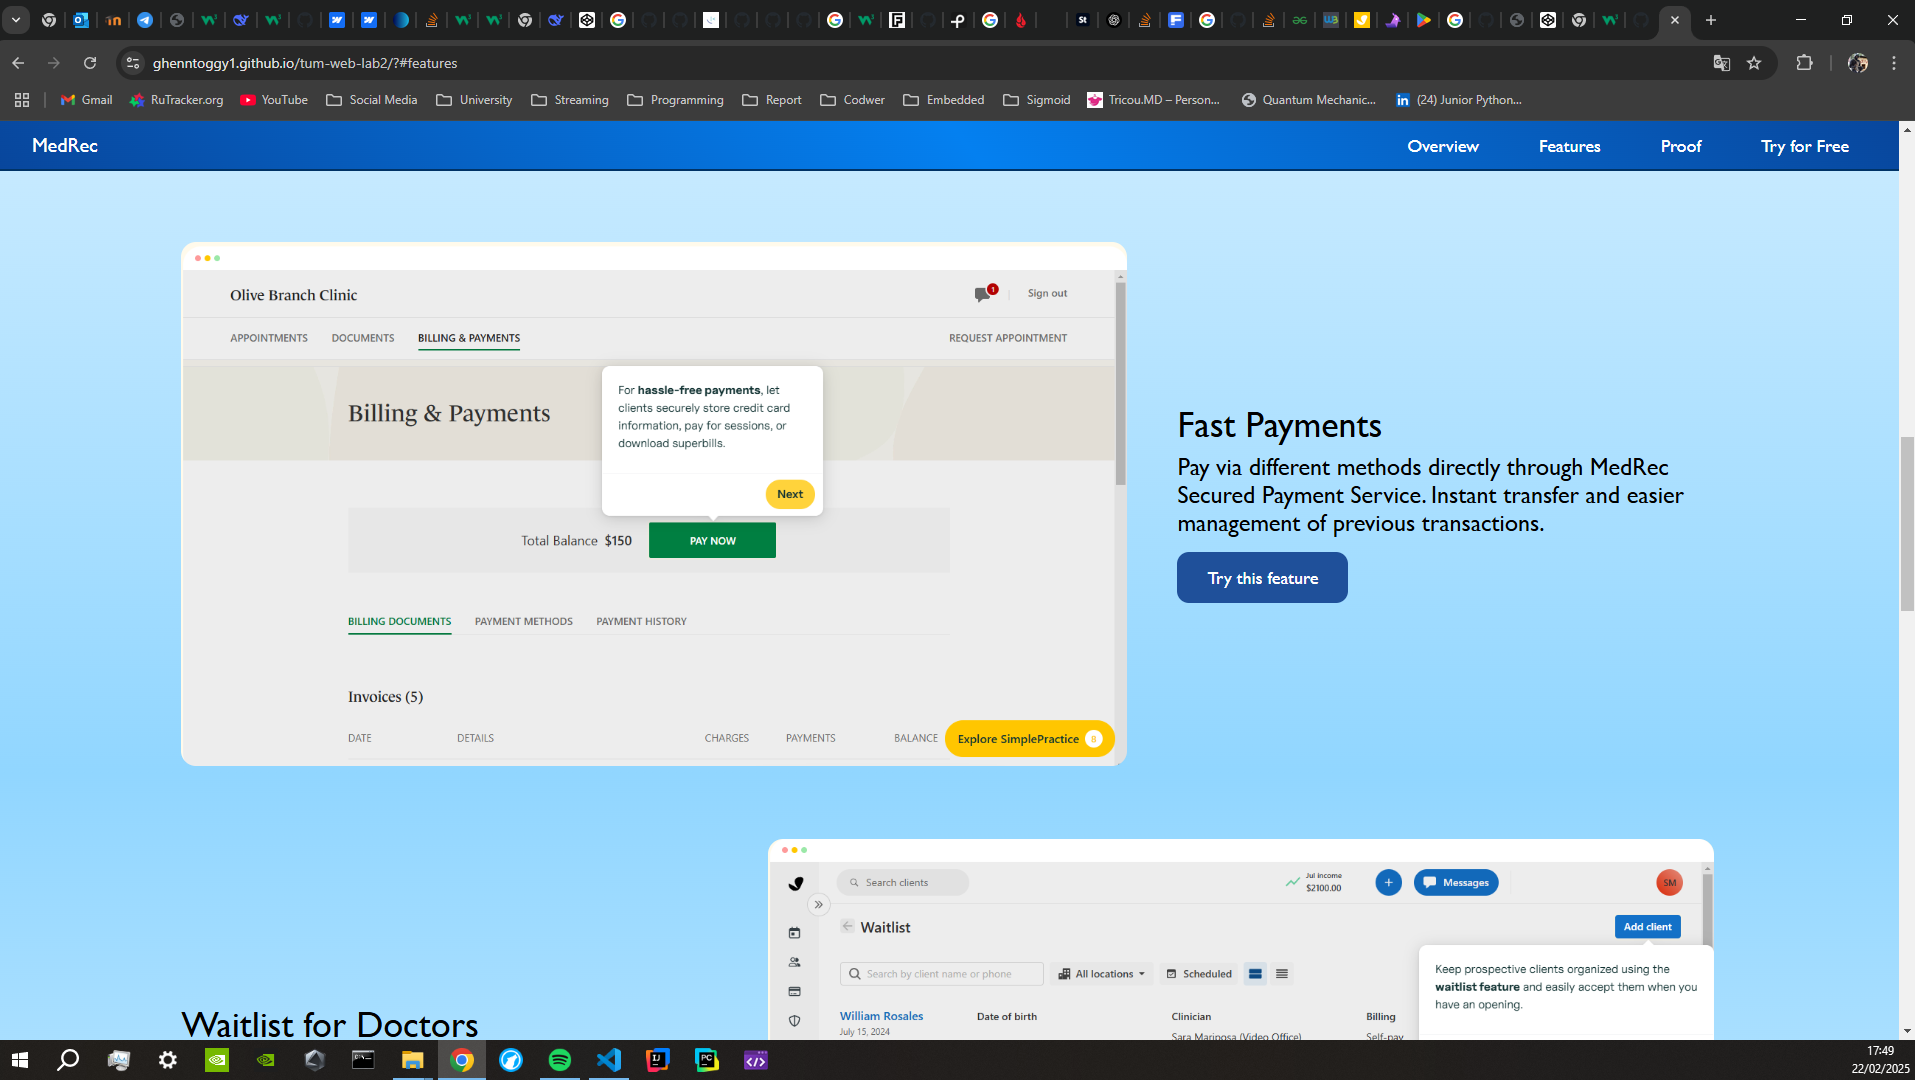 ghenntoggy1.github.io/tum-web-lab2/?#features
Gmail RuTracker.org YouTube Social Media University Streaming Programming Report Codwer Embedded Sigmoid Tricou.MD – Person... Quantum Mechanic... (24) Junior Python...
MedRec Overview Features Proof Try for Free
Olive Branch Clinic
1
Sign out
APPOINTMENTS DOCUMENTS BILLING & PAYMENTS REQUEST APPOINTMENT
Billing & Payments
For hassle-free payments, let
clients securely store credit card
information, pay for sessions, or
download superbills.
Next
Total Balance $150 PAY NOW
BILLING DOCUMENTS PAYMENT METHODS PAYMENT HISTORY
Invoices (5)
DATE DETAILS CHARGES PAYMENTS BALANCE
Explore SimplePractice 8
Fast Payments
Pay via different methods directly through MedRec
Secured Payment Service. Instant transfer and easier
management of previous transactions.
Try this feature
Waitlist for Doctors
Search clients
Jul income
$2100.00
Messages
SM
Waitlist
Add client
Search by client name or phone All locations Scheduled
Keep prospective clients organized using the
waitlist feature and easily accept them when you
have an opening.
William Rosales Date of birth Clinician Billing
July 15, 2024
Sara Mariposa (Video Office) Self-pay
17:49
22/02/2025